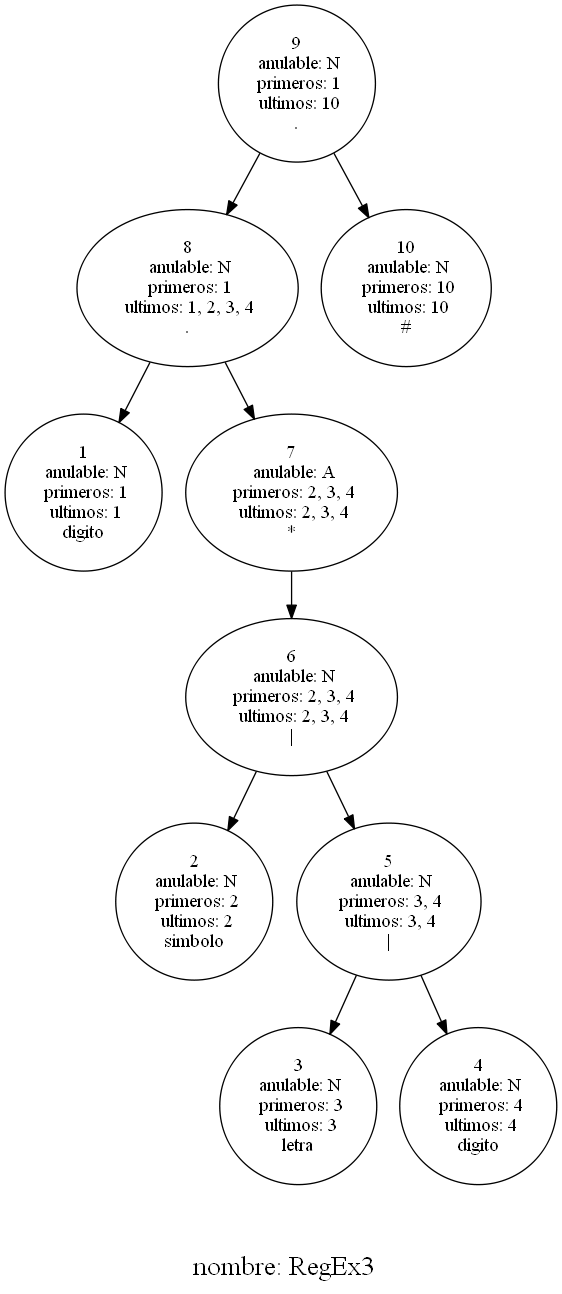 9
anulable: N
primeros: 1
ultimos: 10
.
8
anulable: N
primeros: 1
ultimos: 1, 2, 3, 4
.
10
anulable: N
primeros: 10
ultimos: 10
#
1
anulable: N
primeros: 1
ultimos: 1
digito
7
anulable: A
primeros: 2, 3, 4
ultimos: 2, 3, 4
*
6
anulable: N
primeros: 2, 3, 4
ultimos: 2, 3, 4
|
2
anulable: N
primeros: 2
ultimos: 2
simbolo
5
anulable: N
primeros: 3, 4
ultimos: 3, 4
|
3
anulable: N
primeros: 3
ultimos: 3
letra
4
anulable: N
primeros: 4
ultimos: 4
digito
nombre: RegEx3